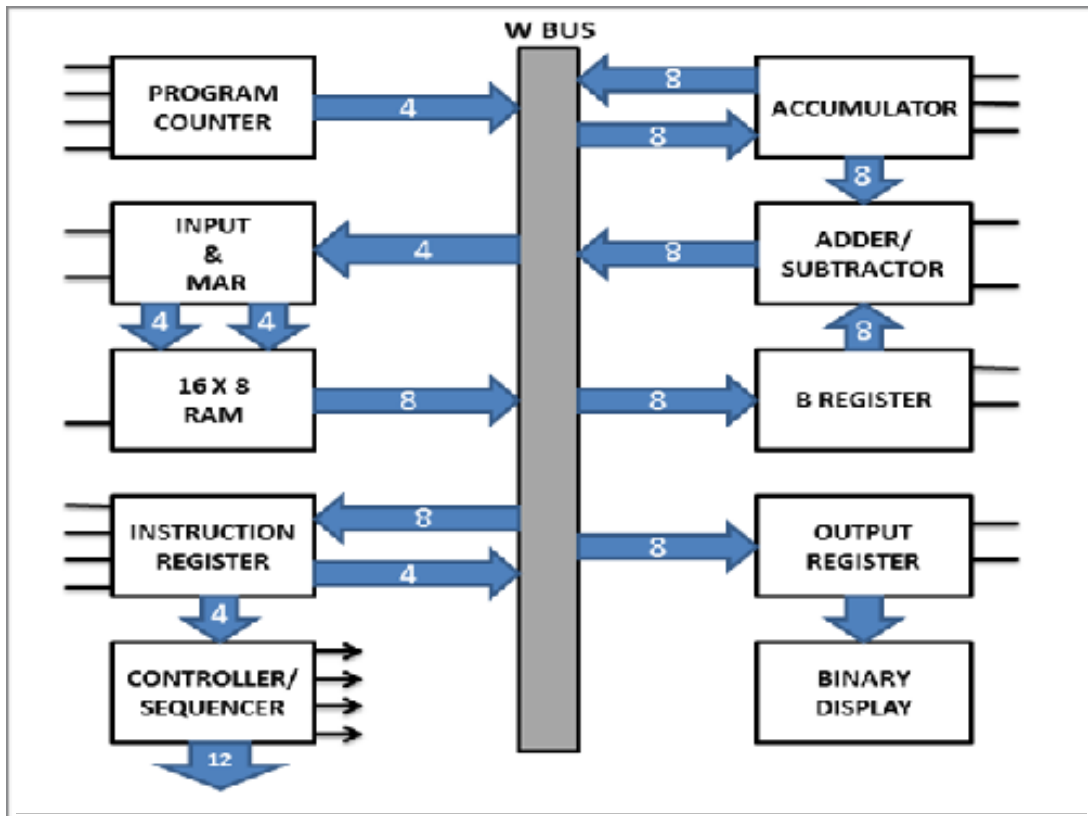 W BUS
PROGRAM
COUNTER
4
8
8
ACCUMULATOR
8
INPUT
&
MAR
4
8
ADDER/
SUBTRACTOR
4
4
8
16 X 8
RAM
8
8
B REGISTER
INSTRUCTION
REGISTER
8
4
8
OUTPUT
REGISTER
4
CONTROLLER/
SEQUENCER
BINARY
DISPLAY
12